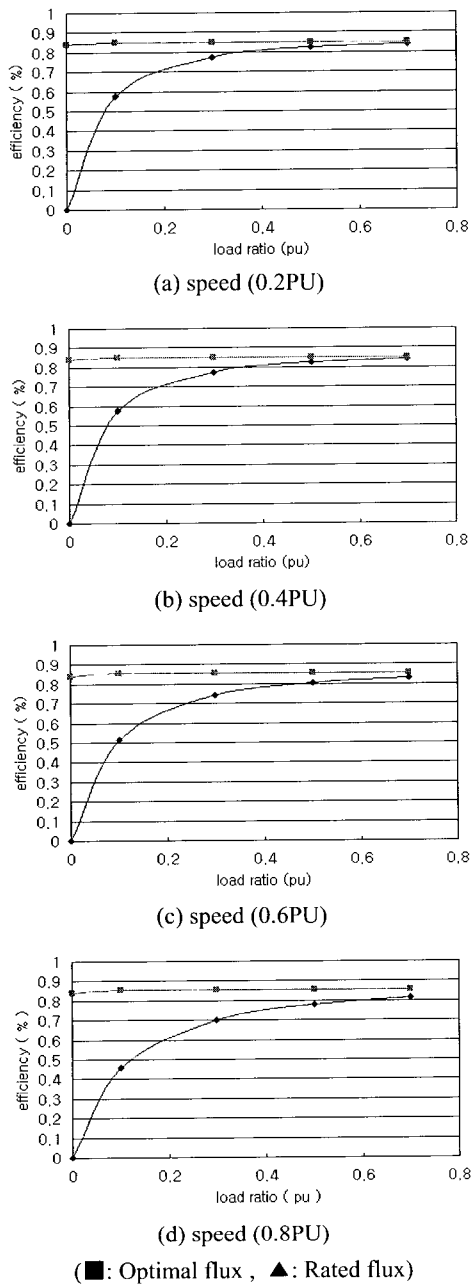 1
0.9
0.8
0.7
0.6
0.5
0.4
0.3
0.2
0.1
0
efficiency ( %)
0 0.2 0.4 0.6 0.8
load ratio (pu)
(a) speed (0.2PU)
1
0.9
0.8
0.7
0.6
0.5
0.4
0.3
0.2
0.1
0
efficiency ( %)
0 0.2 0.4 0.6 0.8
load ratio (pu)
(b) speed (0.4PU)
1
0.9
0.8
0.7
0.6
0.5
0.4
0.3
0.2
0.1
0
efficiency ( %)
0 0.2 0.4 0.6 0.8
load ratio (pu)
(c) speed (0.6PU)
1
0.9
0.8
0.7
0.6
0.5
0.4
0.3
0.2
0.1
0
efficiency ( %)
0 0.2 0.4 0.6 0.8
load ratio ( pu )
(d) speed (0.8PU)
(■: Optimal flux , ▲: Rated flux)